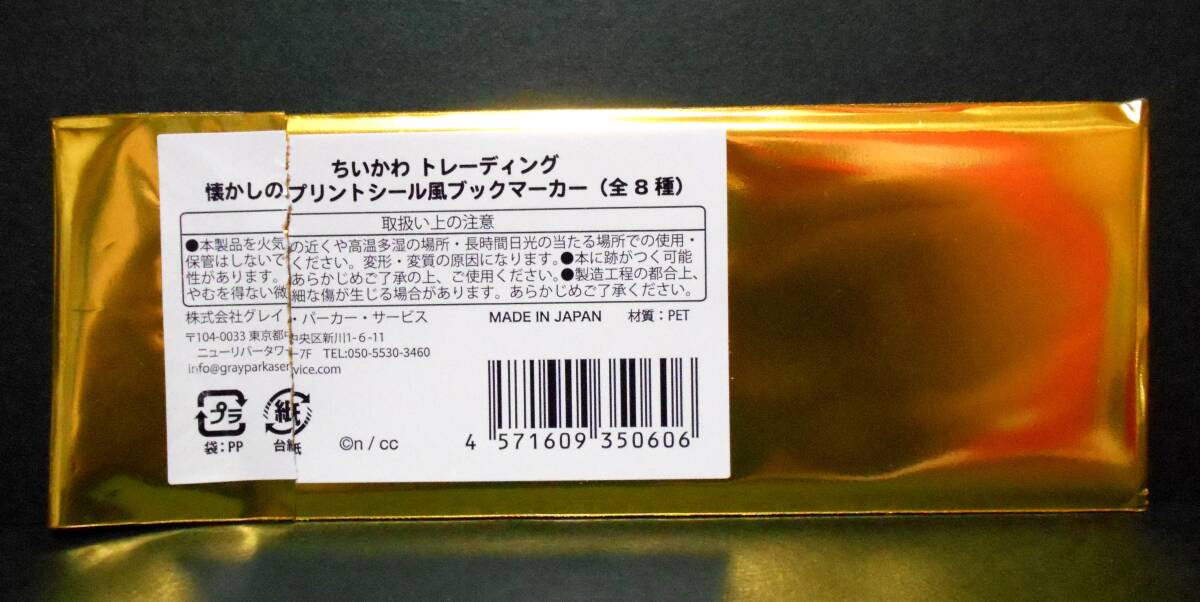 ちいかわ トレーディング
懐かしのプリントシール風ブックマーカー（全8種）
取扱い上の注意
●本製品を火気の近くや高温多湿の場所・長時間日光の当たる場所での使用・
保管はしないでください。変形・変質の原因になります。●本に跡がつく可能
性があります。あらかじめご了承の上、ご使用ください。●製造工程の都合上、
やむを得ない微細な傷が生じる場合があります。あらかじめご了承ください。
株式会社グレイ・パーカー・サービス MADE IN JAPAN 材質：PET
〒104-0033 東京都中央区新川1-6-11
ニューリバータワー7F TEL:050-5530-3460
info@grayparkaservice.com
プラ 紙
袋：PP 台紙 ©n / cc 4 571609 350606